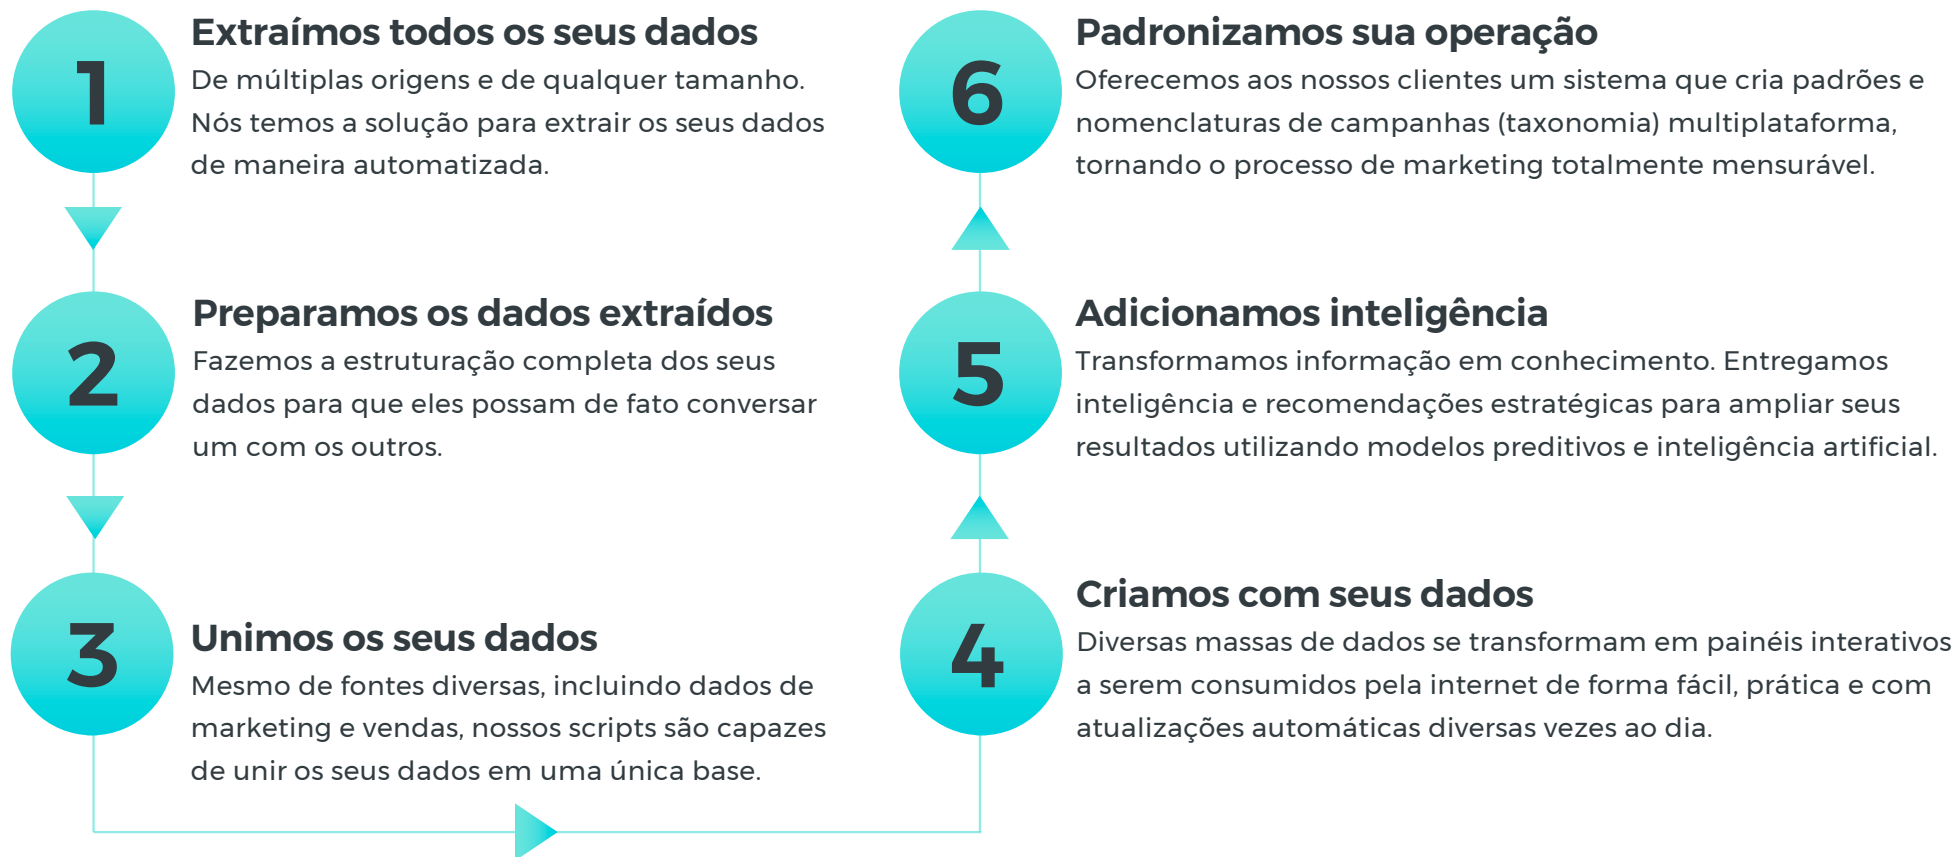 1
Extraímos todos os seus dados
De múltiplas origens e de qualquer tamanho.
Nós temos a solução para extrair os seus dados
de maneira automatizada.
2
Preparamos os dados extraídos
Fazemos a estruturação completa dos seus
dados para que eles possam de fato conversar
um com os outros.
3
Unimos os seus dados
Mesmo de fontes diversas, incluindo dados de
marketing e vendas, nossos scripts são capazes
de unir os seus dados em uma única base.
4
Criamos com seus dados
Diversas massas de dados se transformam em painéis interativos
a serem consumidos pela internet de forma fácil, prática e com
atualizações automáticas diversas vezes ao dia.
5
Adicionamos inteligência
Transformamos informação em conhecimento. Entregamos
inteligência e recomendações estratégicas para ampliar seus
resultados utilizando modelos preditivos e inteligência artificial.
6
Padronizamos sua operação
Oferecemos aos nossos clientes um sistema que cria padrões e
nomenclaturas de campanhas (taxonomia) multiplataforma,
tornando o processo de marketing totalmente mensurável.